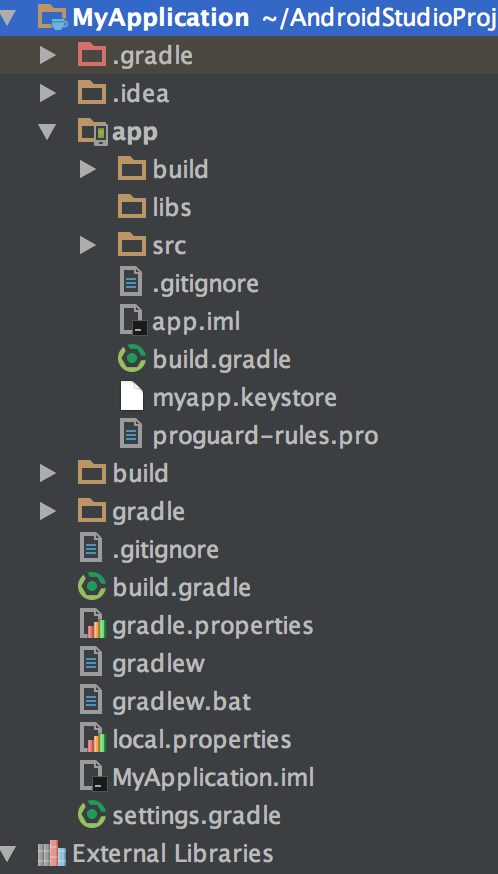 MyApplication ~/AndroidStudioProj
.gradle
.idea
app
build
libs
src
.gitignore
app.iml
build.gradle
myapp.keystore
proguard-rules.pro
build
gradle
.gitignore
build.gradle
gradle.properties
gradlew
gradlew.bat
local.properties
MyApplication.iml
settings.gradle
External Libraries